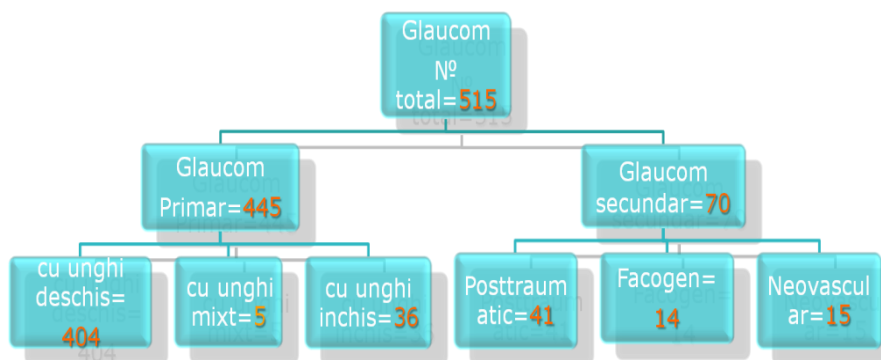 Glaucom
Nº
total=515
Glaucom
Primar=445
Glaucom
secundar=70
cu unghi
deschis=
404
cu unghi
mixt=5
cu unghi
inchis=36
Posttraum
atic=41
Facogen=
14
Neovascul
ar=15